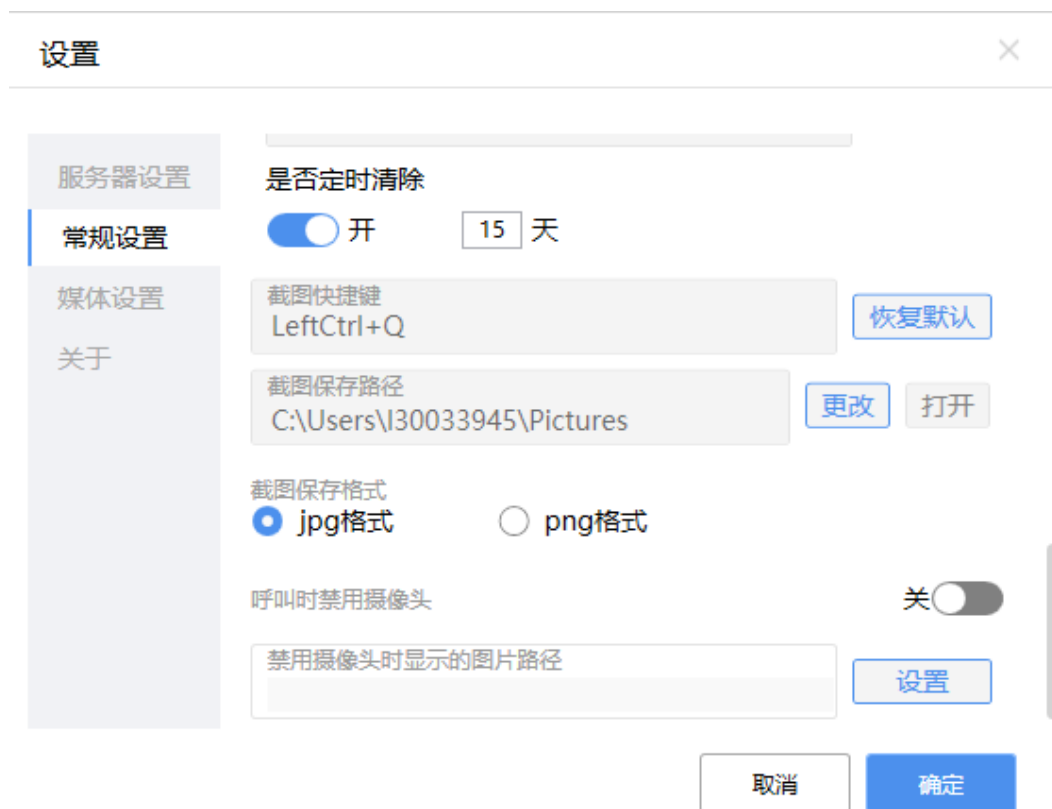 设置
服务器设置
常规设置
媒体设置
关于
是否定时清除
开 15 天
截图快捷键
LeftCtrl+Q 恢复默认
截图保存路径
C:\Users\I30033945\Pictures 更改 打开
截图保存格式
jpg格式 png格式
呼叫时禁用摄像头 关
禁用摄像头时显示的图片路径
设置
取消 确定